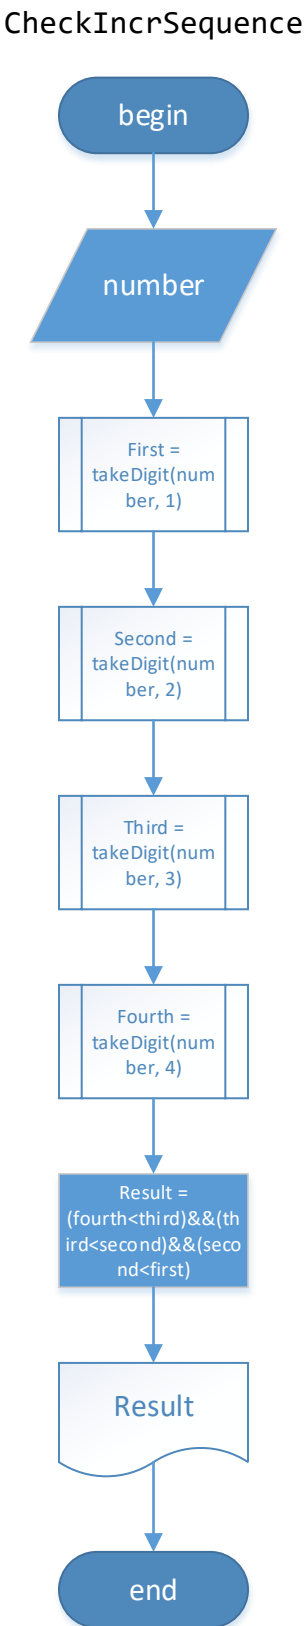 CheckIncrSequence
begin
number
First =
takeDigit(num
ber, 1)
Second =
takeDigit(num
ber, 2)
Third =
takeDigit(num
ber, 3)
Fourth =
takeDigit(num
ber, 4)
Result =
(fourth<third)&&(th
ird<second)&&(seco
nd<first)
Result
end